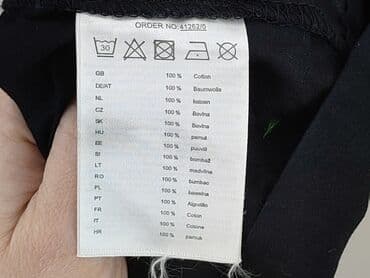 ORDER NO: 41262/0
30
GB 100 % Cotton
DE/AT 100 % Baumwolle
NL 100 % katoen
CZ 100 % Bavlna
SK 100 % Bavlna
HU 100 % pamut
EE 100 % puuvill
SI 100 % bombaž
LT 100 % medvilna
RO 100 % bumbac
PL 100 % bawełna
PT 100 % Algodão
FR 100 % Coton
IT 100 % Cotone
HR 100 % pamuk